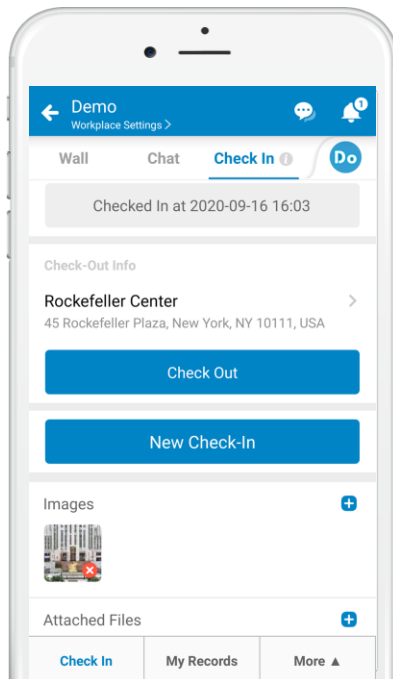 Demo
1
Workplace Settings >
Wall Chat Check In i Do
Checked In at 2020-09-16 16:03
Check-Out Info
Rockefeller Center
45 Rockefeller Plaza, New York, NY 10111, USA
Check Out
New Check-In
Images
Attached Files
Check In My Records More ▲